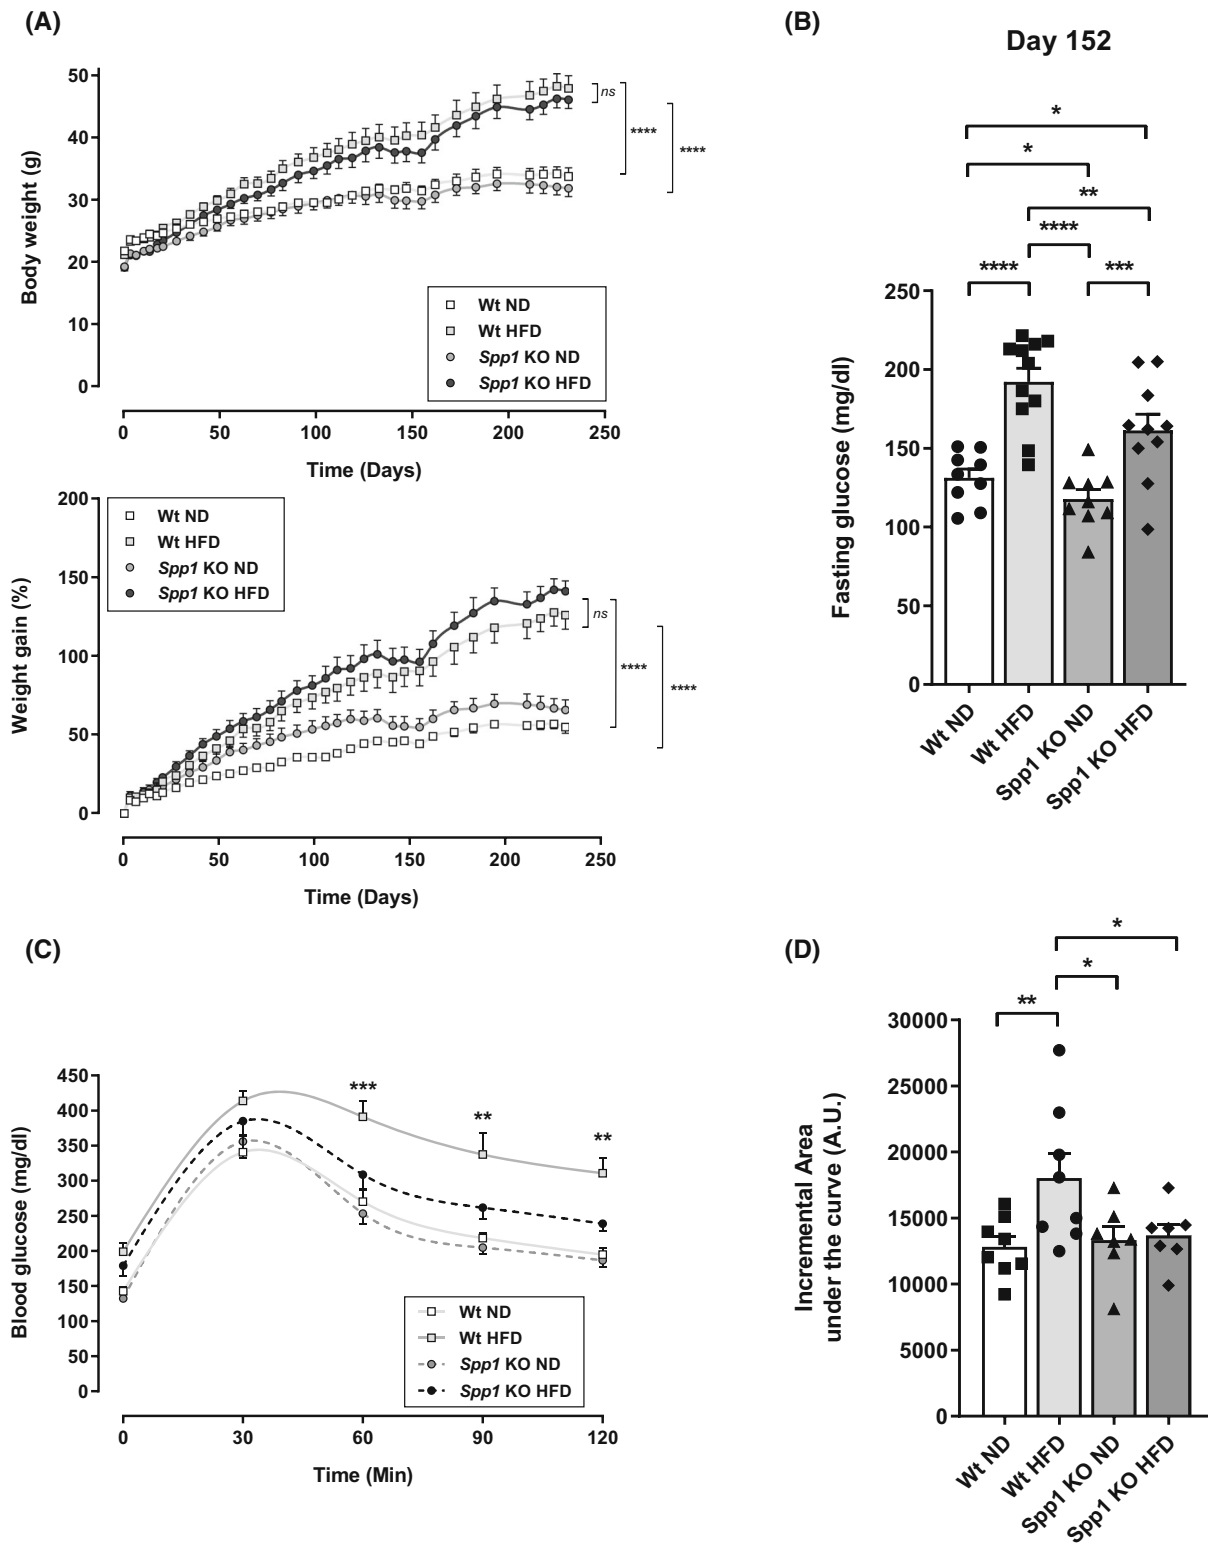 (A)
50
40
30
20
10
0
Body weight (g)
ns
****
****
Wt ND
Wt HFD
Spp1 KO ND
Spp1 KO HFD
0 50 100 150 200 250
Time (Days)
200
150
100
50
0
Weight gain (%)
Wt ND
Wt HFD
Spp1 KO ND
Spp1 KO HFD
ns
****
****
0 50 100 150 200 250
Time (Days)
(B)
Day 152
*
*
**
****
**** ***
250
200
150
100
50
0
Fasting glucose (mg/dl)
Wt ND
Wt HFD
Spp1 KO ND
Spp1 KO HFD
(C)
450
400
350
300
250
200
150
100
50
0
Blood glucose (mg/dl)
***
**
**
Wt ND
Wt HFD
Spp1 KO ND
Spp1 KO HFD
0 30 60 90 120
Time (Min)
(D)
*
*
**
30000
25000
20000
15000
10000
5000
0
Incremental Area
under the curve (A.U.)
Wt ND
Wt HFD
Spp1 KO ND
Spp1 KO HFD